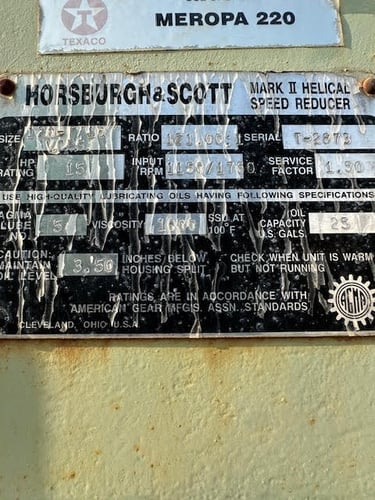 TEXACO
MEROPA 220
HORSBURGH & SCOTT
MARK II HELICAL
SPEED REDUCER
SIZE RATIO SERIAL T-2873
HP RATING 15 INPUT RPM 1150/1750 SERVICE FACTOR 1.50
USE HIGH-QUALITY LUBRICATING OILS HAVING FOLLOWING SPECIFICATIONS
AGMA LUBE 5 VISCOSITY SSU AT 100°F OIL CAPACITY U.S. GALS. 25
CAUTION: MAINTAIN OIL LEVEL 3.56 INCHES BELOW HOUSING SPLIT CHECK WHEN UNIT IS WARM BUT NOT RUNNING
RATINGS ARE IN ACCORDANCE WITH
AMERICAN GEAR MFGIS. ASSN. STANDARDS
CLEVELAND, OHIO U.S.A.
AGMA